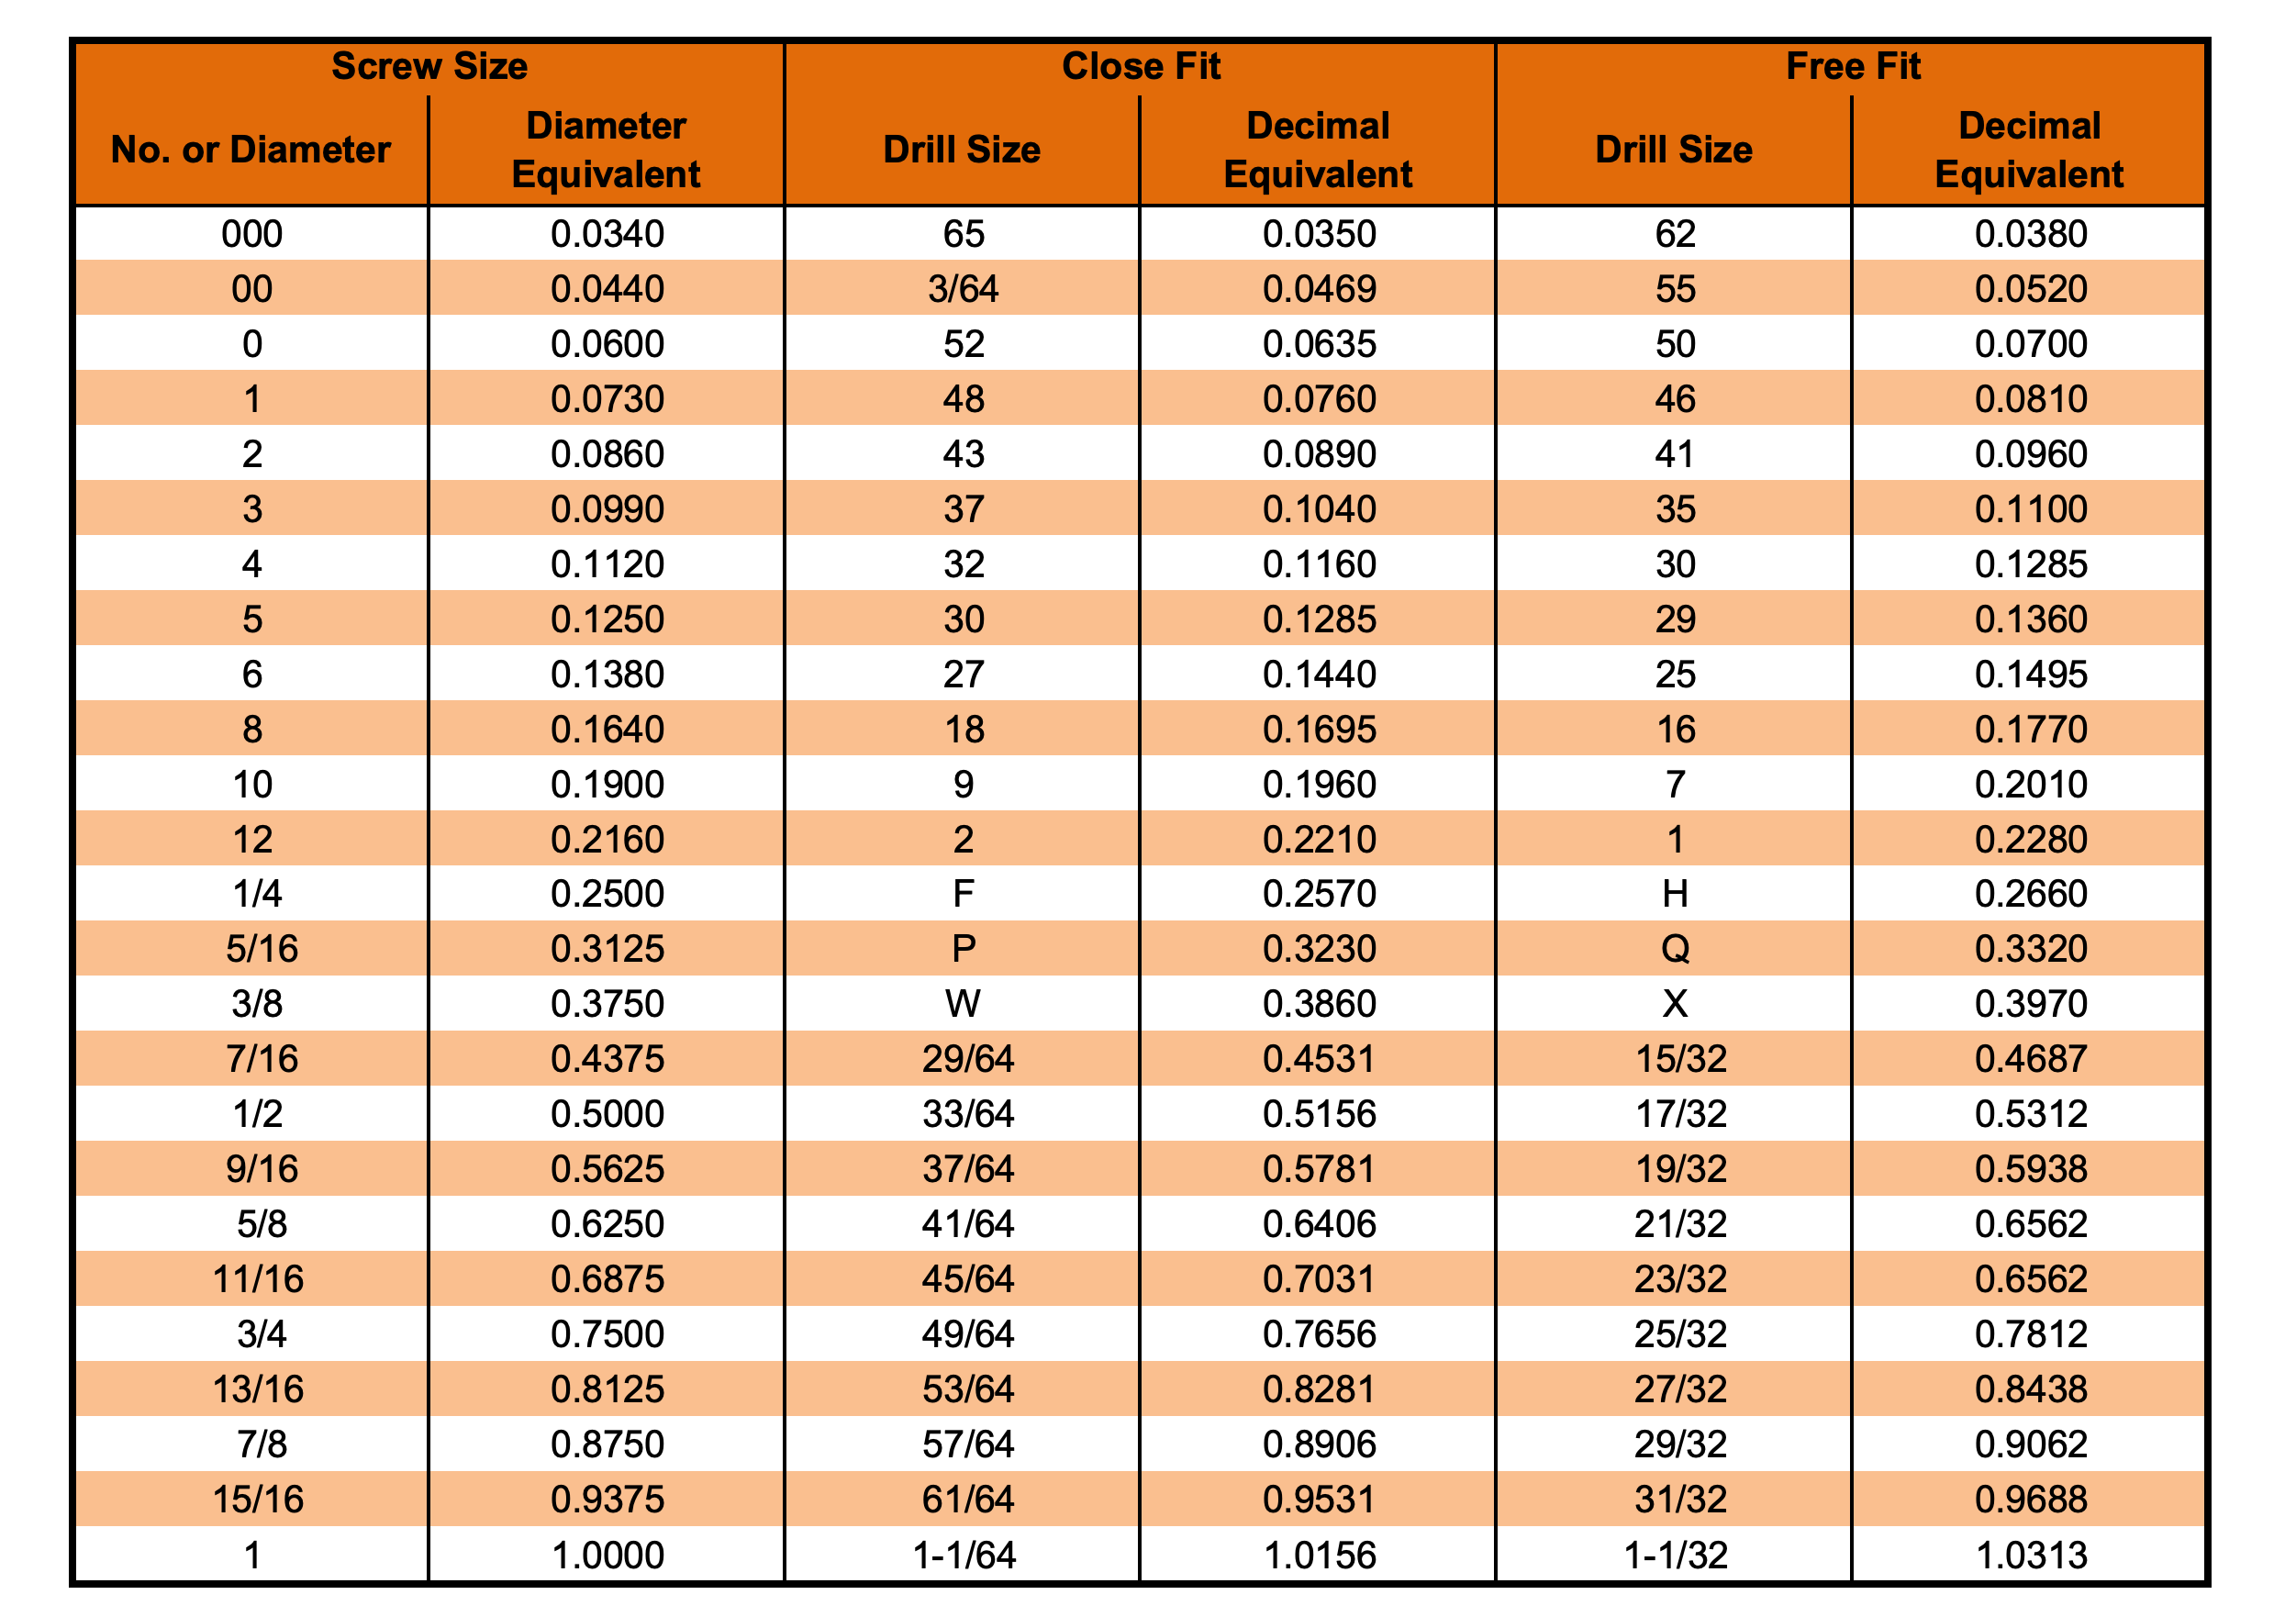 Screw Size Close Fit Free Fit
No. or Diameter Diameter Equivalent Drill Size Decimal Equivalent Drill Size Decimal Equivalent
000 0.0340 65 0.0350 62 0.0380
00 0.0440 3/64 0.0469 55 0.0520
0 0.0600 52 0.0635 50 0.0700
1 0.0730 48 0.0760 46 0.0810
2 0.0860 43 0.0890 41 0.0960
3 0.0990 37 0.1040 35 0.1100
4 0.1120 32 0.1160 30 0.1285
5 0.1250 30 0.1285 29 0.1360
6 0.1380 27 0.1440 25 0.1495
8 0.1640 18 0.1695 16 0.1770
10 0.1900 9 0.1960 7 0.2010
12 0.2160 2 0.2210 1 0.2280
1/4 0.2500 F 0.2570 H 0.2660
5/16 0.3125 P 0.3230 Q 0.3320
3/8 0.3750 W 0.3860 X 0.3970
7/16 0.4375 29/64 0.4531 15/32 0.4687
1/2 0.5000 33/64 0.5156 17/32 0.5312
9/16 0.5625 37/64 0.5781 19/32 0.5938
5/8 0.6250 41/64 0.6406 21/32 0.6562
11/16 0.6875 45/64 0.7031 23/32 0.6562
3/4 0.7500 49/64 0.7656 25/32 0.7812
13/16 0.8125 53/64 0.8281 27/32 0.8438
7/8 0.8750 57/64 0.8906 29/32 0.9062
15/16 0.9375 61/64 0.9531 31/32 0.9688
1 1.0000 1-1/64 1.0156 1-1/32 1.0313